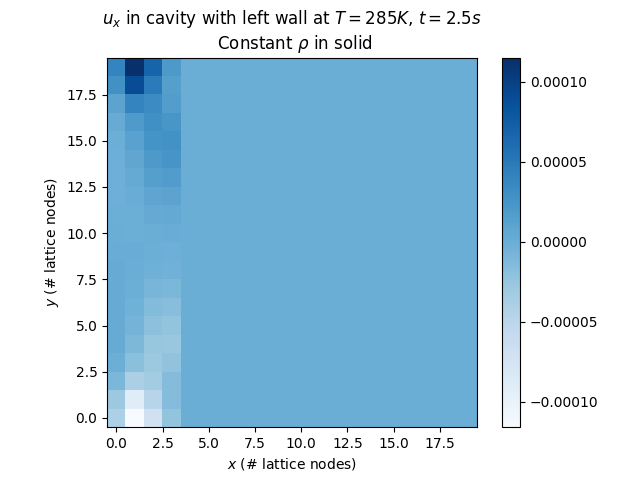 u_x in cavity with left wall at T = 285K, t = 2.5s
Constant ρ in solid
17.5
15.0
12.5
10.0
7.5
5.0
2.5
0.0
y (# lattice nodes)
0.0 2.5 5.0 7.5 10.0 12.5 15.0 17.5
x (# lattice nodes)
0.00010
0.00005
0.00000
−0.00005
−0.00010